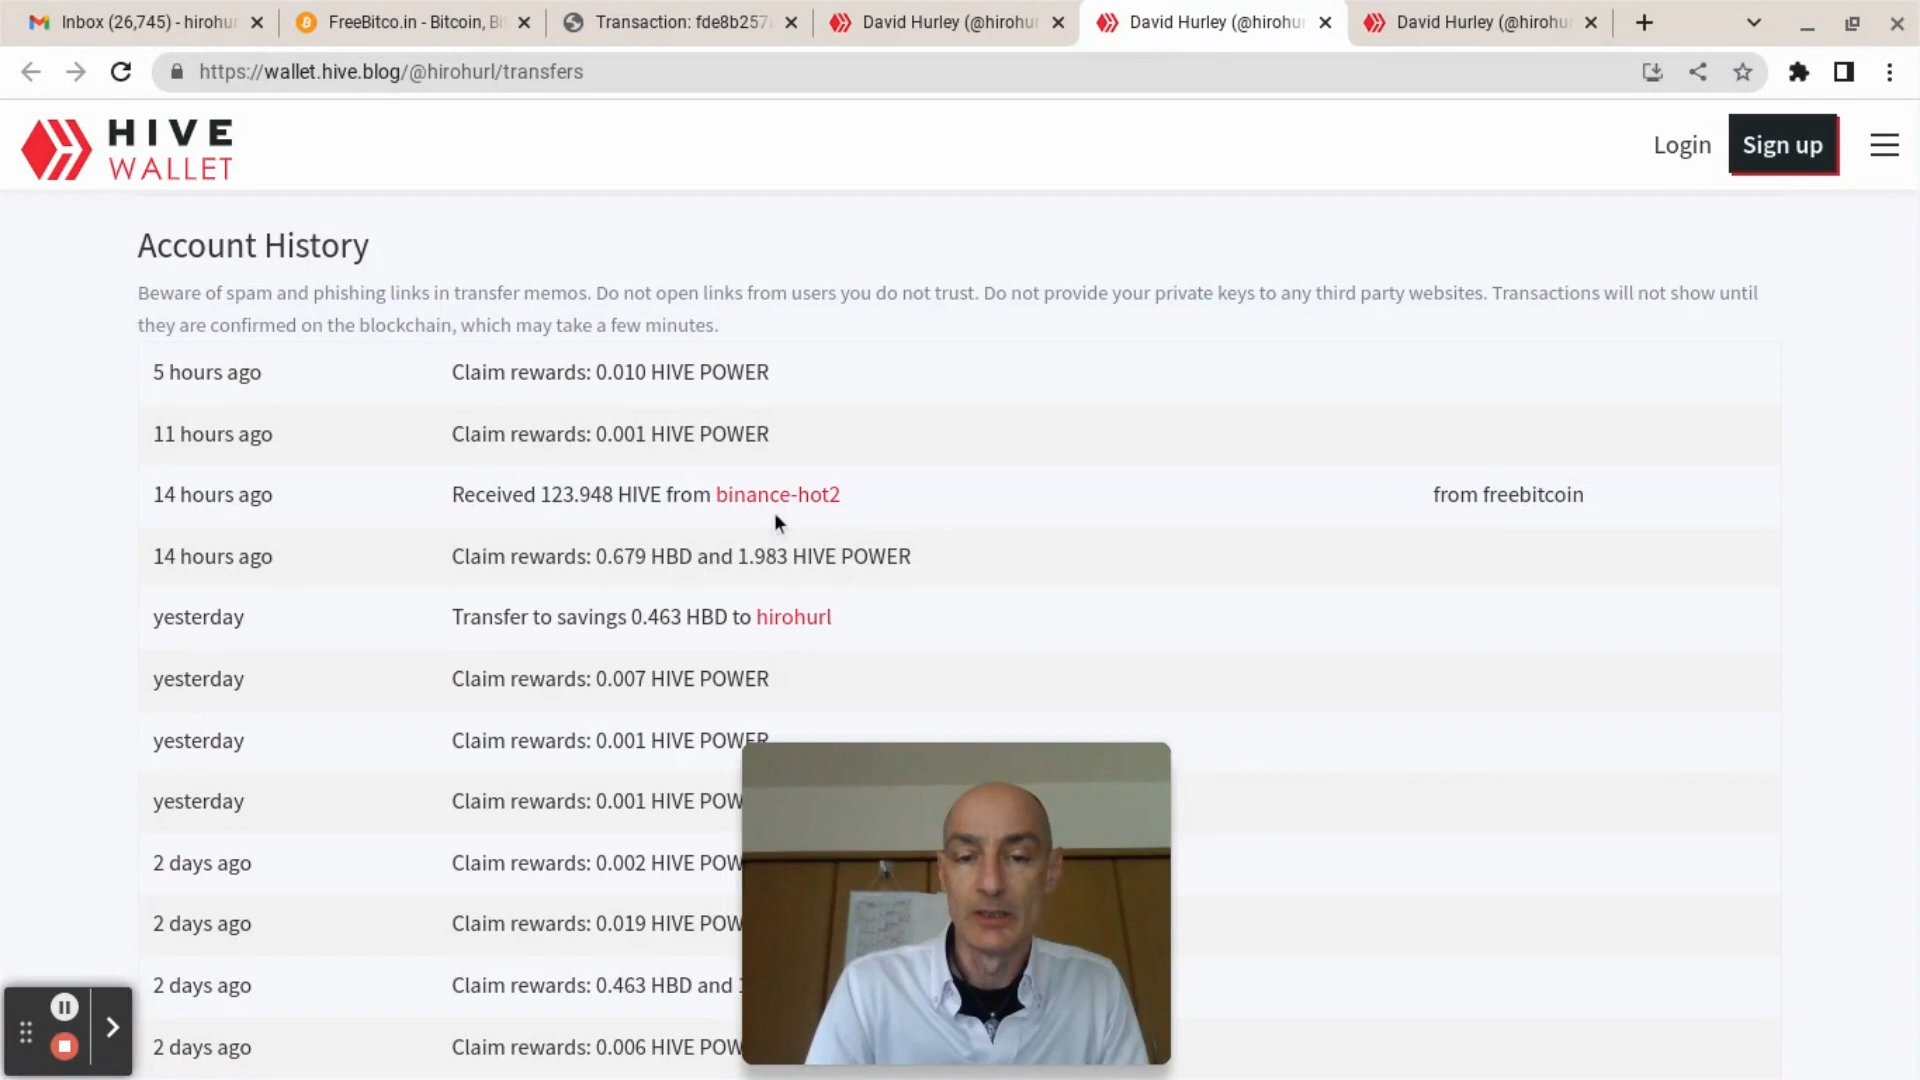 Inbox (26,745) - hirohur
FreeBitco.in - Bitcoin, Bi
Transaction: fde8b257
David Hurley (@hirohur
David Hurley (@hirohur
David Hurley (@hirohu
https://wallet.hive.blog/@hirohurl/transfers
HIVE
WALLET
Login
Sign up
Account History
Beware of spam and phishing links in transfer memos. Do not open links from users you do not trust. Do not provide your private keys to any third party websites. Transactions will not show until
they are confirmed on the blockchain, which may take a few minutes.
5 hours ago Claim rewards: 0.010 HIVE POWER
11 hours ago Claim rewards: 0.001 HIVE POWER
14 hours ago Received 123.948 HIVE from binance-hot2 from freebitcoin
14 hours ago Claim rewards: 0.679 HBD and 1.983 HIVE POWER
yesterday Transfer to savings 0.463 HBD to hirohurl
yesterday Claim rewards: 0.007 HIVE POWER
yesterday Claim rewards: 0.001 HIVE POWER
yesterday Claim rewards: 0.001 HIVE POW
2 days ago Claim rewards: 0.002 HIVE POW
2 days ago Claim rewards: 0.019 HIVE POW
2 days ago Claim rewards: 0.463 HBD and
2 days ago Claim rewards: 0.006 HIVE POW